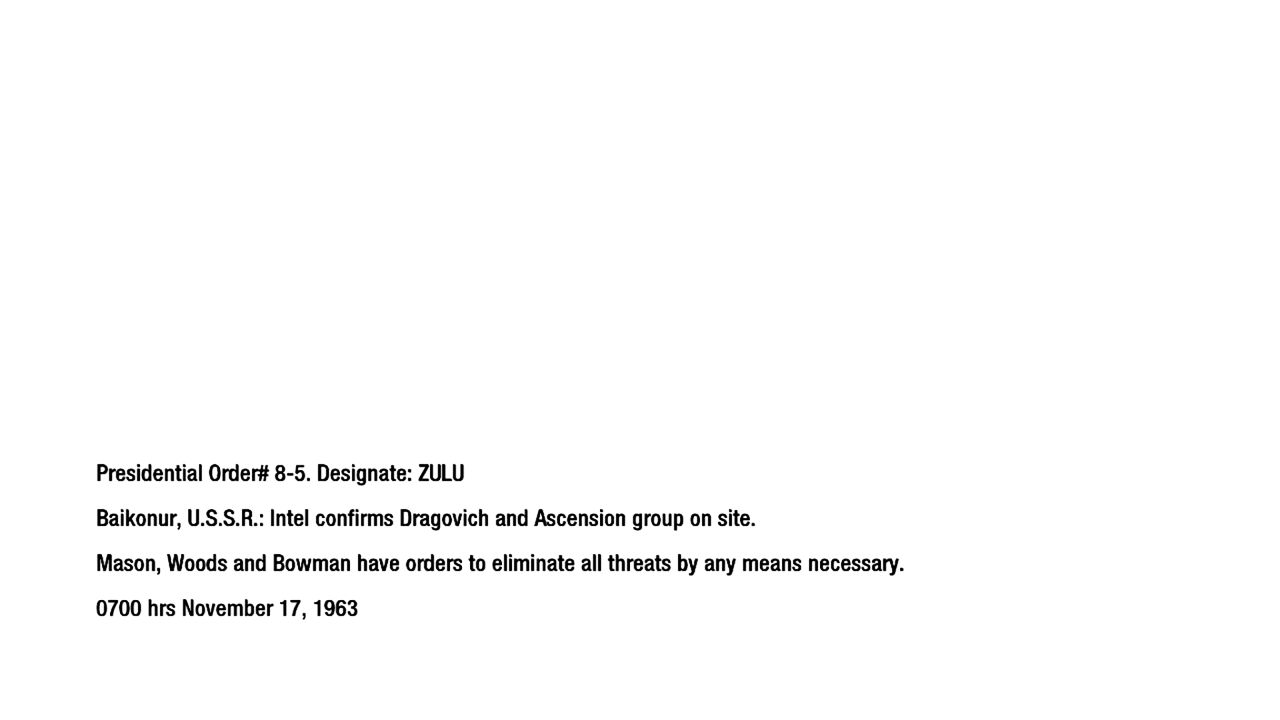 Presidential Order# 8-5. Designate: ZULU
Baikonur, U.S.S.R.: Intel confirms Dragovich and Ascension group on site.
Mason, Woods and Bowman have orders to eliminate all threats by any means necessary.
0700 hrs November 17, 1963